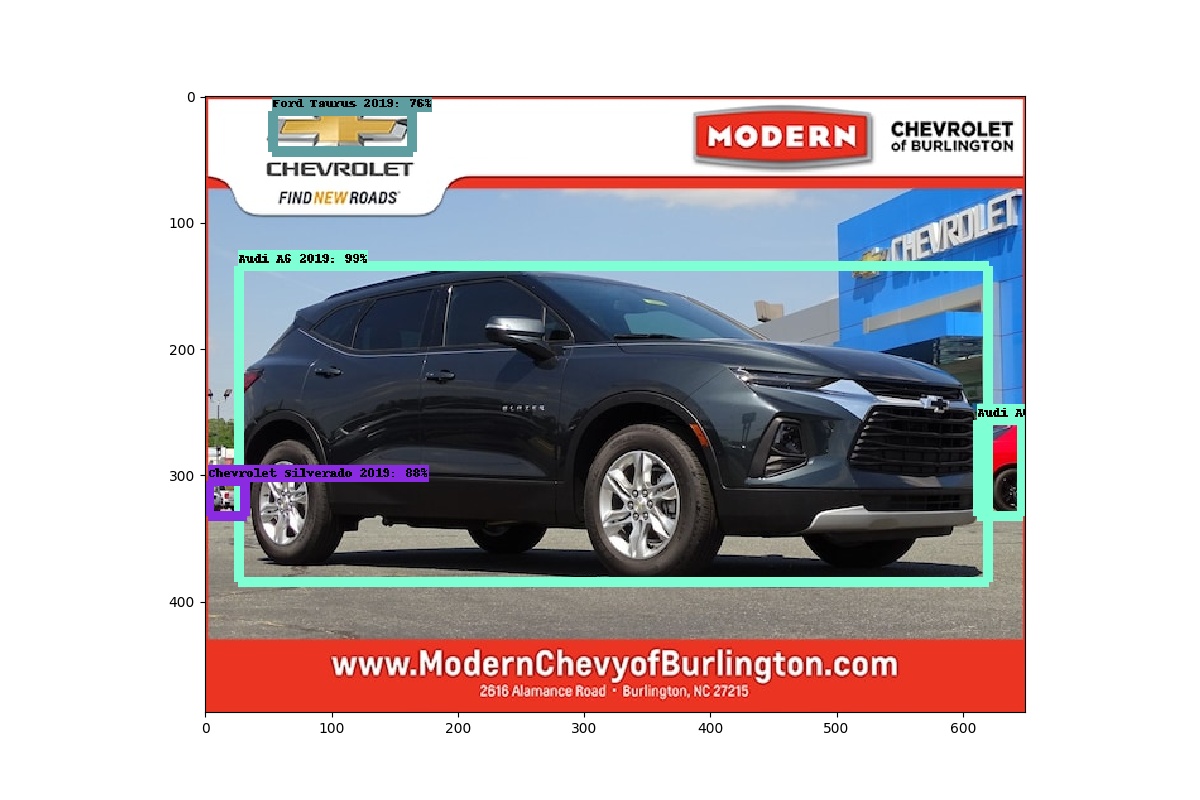 0
100
200
300
400
Ford Taurus 2019: 76%
CHEVROLET
FIND NEW ROADS
MODERN
CHEVROLET
of BURLINGTON
CHEVROLET
Audi A6 2019: 99%
BLAZER
Audi A
Chevrolet Silverado 2019: 88%
www.ModernChevyofBurlington.com
2616 Alamance Road • Burlington, NC 27215
0 100 200 300 400 500 600